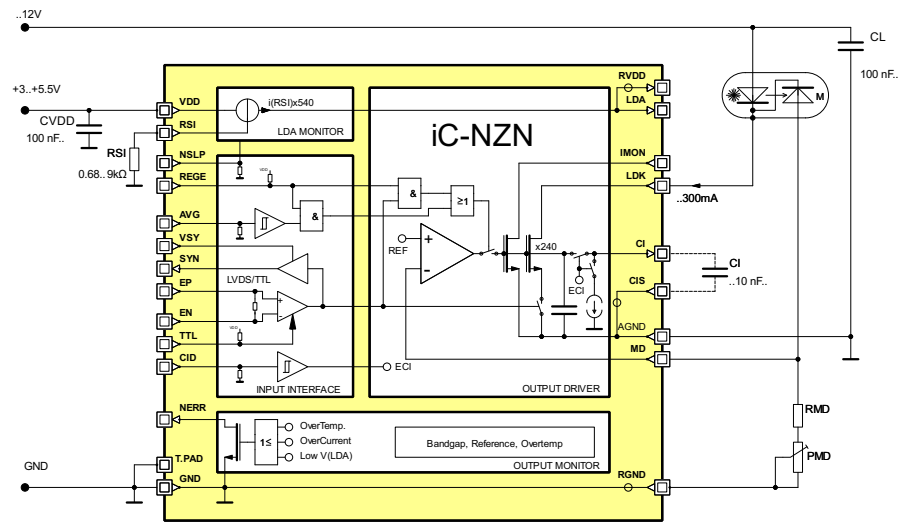 ..12V
CL
100 nF..
+3..+5.5V
CVDD
100 nF..
RSI
0.68.. 9kΩ
VDD
RSI
NSLP
REGE
AVG
VSY
SYN
EP
EN
TTL
CID
NERR
T.PAD
GND
GND
i(RSI)x540
LDA MONITOR
VDD
&
LVDS/TTL
+
-
VDD
ECI
INPUT INTERFACE
iC-NZN
&
≥1
REF
+
-
x240
ECI
OUTPUT DRIVER
1≤
OverTemp.
OverCurrent
Low V(LDA)
Bandgap, Reference, Overtemp
OUTPUT MONITOR
RVDD
LDA
IMON
LDK
CI
CIS
AGND
MD
RGND
M
..300mA
CI
..10 nF..
RMD
PMD